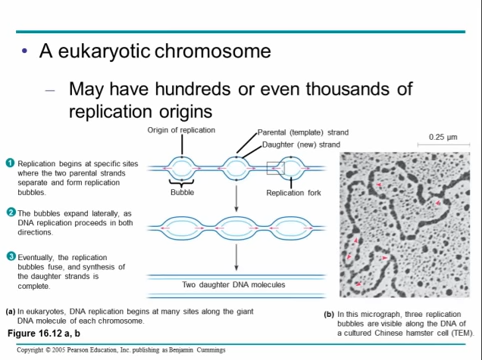 • A eukaryotic chromosome
– May have hundreds or even thousands of
replication origins
Origin of replication
Parental (template) strand
Daughter (new) strand
0.25 µm
1 Replication begins at specific sites
where the two parental strands
separate and form replication
bubbles.
Bubble
Replication fork
2 The bubbles expand laterally, as
DNA replication proceeds in both
directions.
3 Eventually, the replication
bubbles fuse, and synthesis of
the daughter strands is
complete.
Two daughter DNA molecules
(a) In eukaryotes, DNA replication begins at many sites along the giant
DNA molecule of each chromosome.
(b) In this micrograph, three replication
bubbles are visible along the DNA of
a cultured Chinese hamster cell (TEM).
Figure 16.12 a, b
Copyright © 2005 Pearson Education, Inc. publishing as Benjamin Cummings